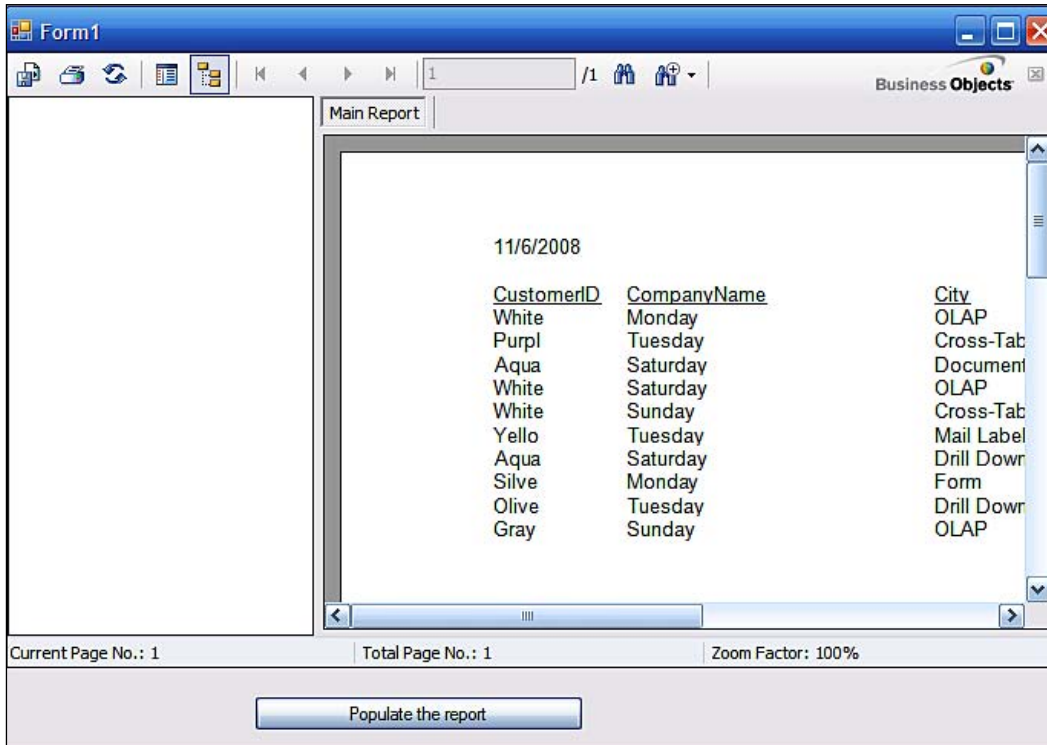 Form1
1 /1 Business Objects
Main Report
11/6/2008
CustomerID CompanyName City
White Monday OLAP
Purpl Tuesday Cross-Tab
Aqua Saturday Document
White Saturday OLAP
White Sunday Cross-Tab
Yello Tuesday Mail Label
Aqua Saturday Drill Down
Silve Monday Form
Olive Tuesday Drill Down
Gray Sunday OLAP
Current Page No.: 1 Total Page No.: 1 Zoom Factor: 100%
Populate the report